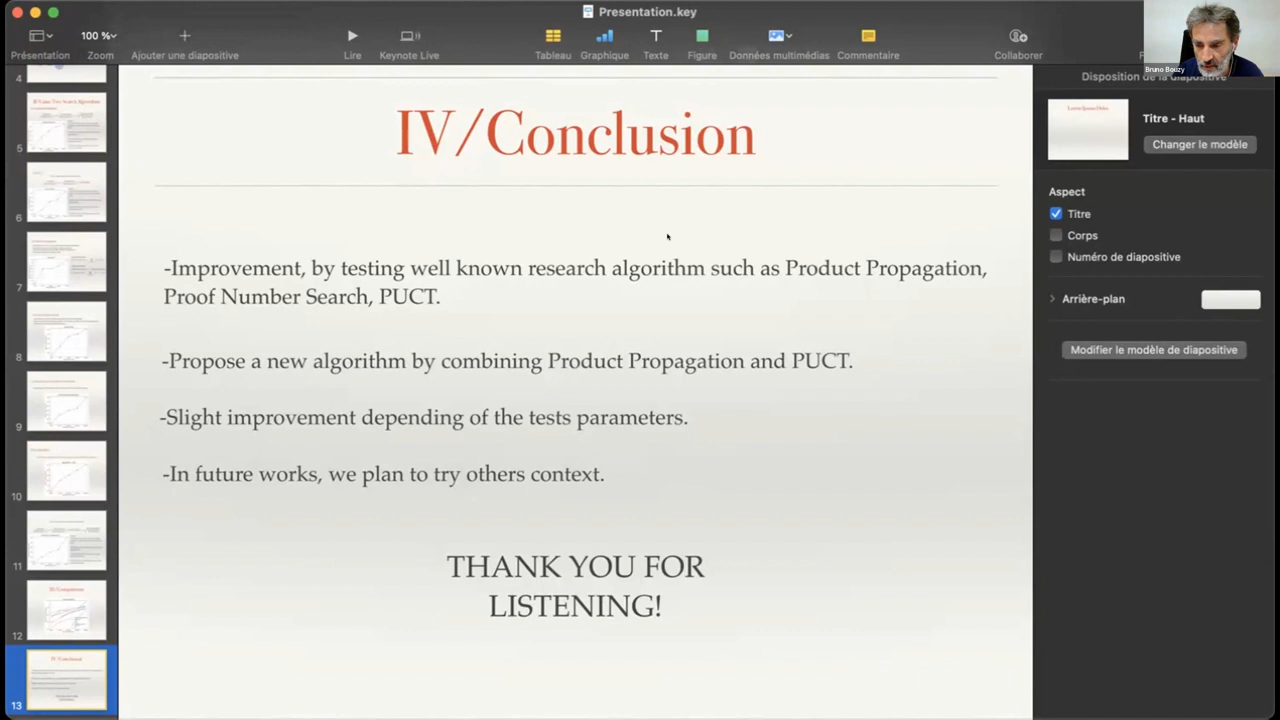 Presentation.key
100 %
Présentation
Zoom
Ajouter une diapositive
Lire
Keynote Live
Tableau
Graphique
Texte
Figure
Données multimédias
Commentaire
Collaborer
Bruno Bouzy
Disposition de la diapositive
4
5
6
7
8
9
10
11
12
13
IV/Conclusion
-Improvement, by testing well known research algorithm such as Product Propagation,
Proof Number Search, PUCT.
-Propose a new algorithm by combining Product Propagation and PUCT.
-Slight improvement depending of the tests parameters.
-In future works, we plan to try others context.
THANK YOU FOR
LISTENING!
Titre - Haut
Changer le modèle
Aspect
Titre
Corps
Numéro de diapositive
Arrière-plan
Modifier le modèle de diapositive